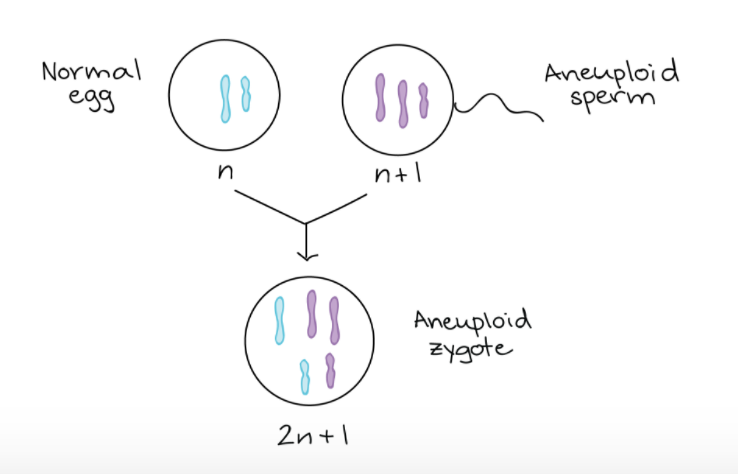 Normal
egg
Aneuploid
sperm
n
n+1
Aneuploid
zygote
2n+1